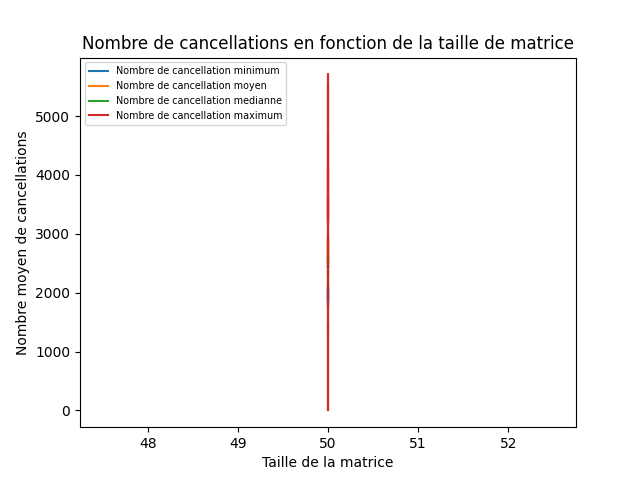 Nombre de cancellations en fonction de la taille de matrice
Nombre de cancellation minimum
Nombre de cancellation moyen
Nombre de cancellation medianne
Nombre de cancellation maximum
Nombre moyen de cancellations
5000
4000
3000
2000
1000
0
48 49 50 51 52
Taille de la matrice